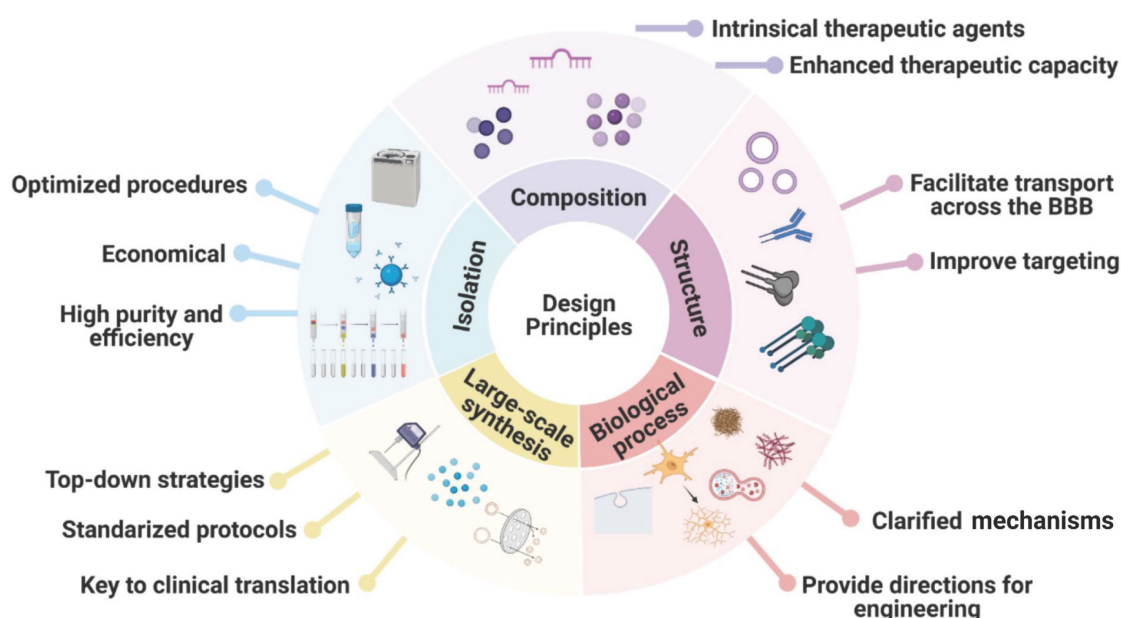 Intrinsical therapeutic agents
Enhanced therapeutic capacity
Composition
Optimized procedures
Economical
High purity and
efficiency
Isolation
Design
Principles
Structure
Facilitate transport
across the BBB
Improve targeting
Large-scale
synthesis
Biological
process
Top-down strategies
Standarized protocols
Key to clinical translation
Clarified mechanisms
Provide directions for
engineering